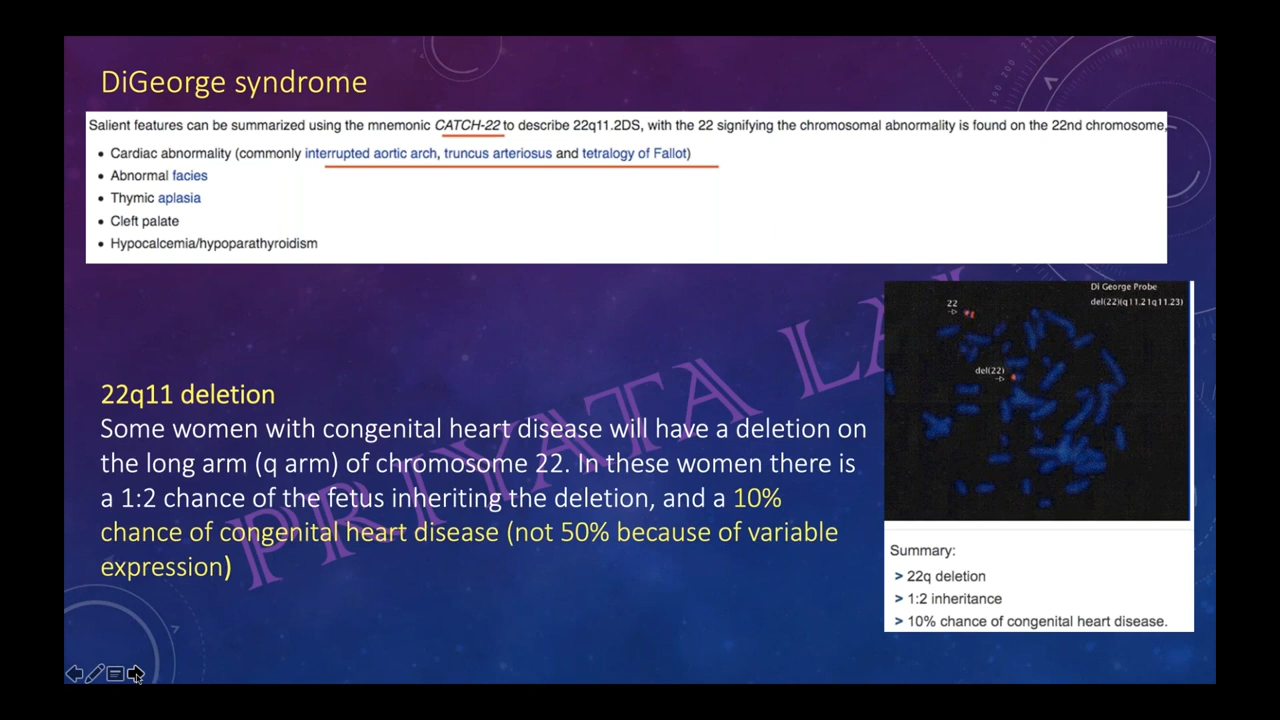 DiGeorge syndrome
Salient features can be summarized using the mnemonic CATCH-22 to describe 22q11.2DS, with the 22 signifying the chromosomal abnormality is found on the 22nd chromosome,
• Cardiac abnormality (commonly interrupted aortic arch, truncus arteriosus and tetralogy of Fallot)
• Abnormal facies
• Thymic aplasia
• Cleft palate
• Hypocalcemia/hypoparathyroidism
22q11 deletion
Some women with congenital heart disease will have a deletion on
the long arm (q arm) of chromosome 22. In these women there is
a 1:2 chance of the fetus inheriting the deletion, and a 10%
chance of congenital heart disease (not 50% because of variable
expression)
Di George Probe
del(22)(q11.21q11.23)
22
del(22)
Summary:
> 22q deletion
> 1:2 inheritance
> 10% chance of congenital heart disease.
PRIYATA LA